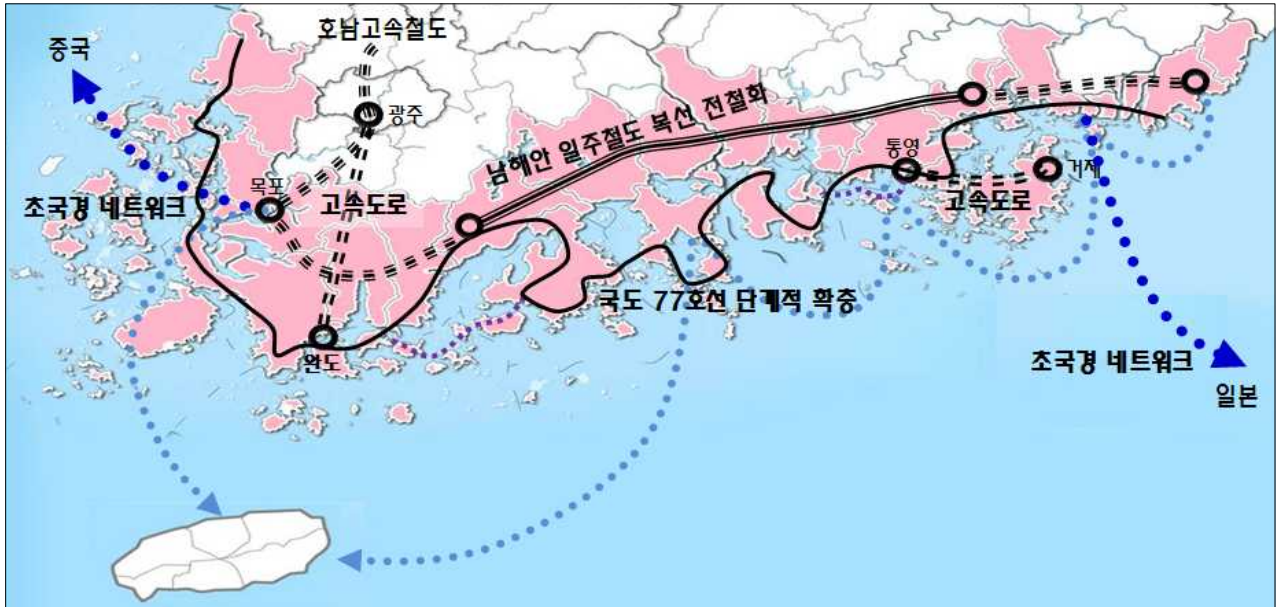 호남고속철도
중국
광주
남해안 일주철도 복선 전철화
통영
거제
목포
초국경 네트워크
고속도로
고속도로
국도 77호선 단계적 확충
완도
초국경 네트워크
일본